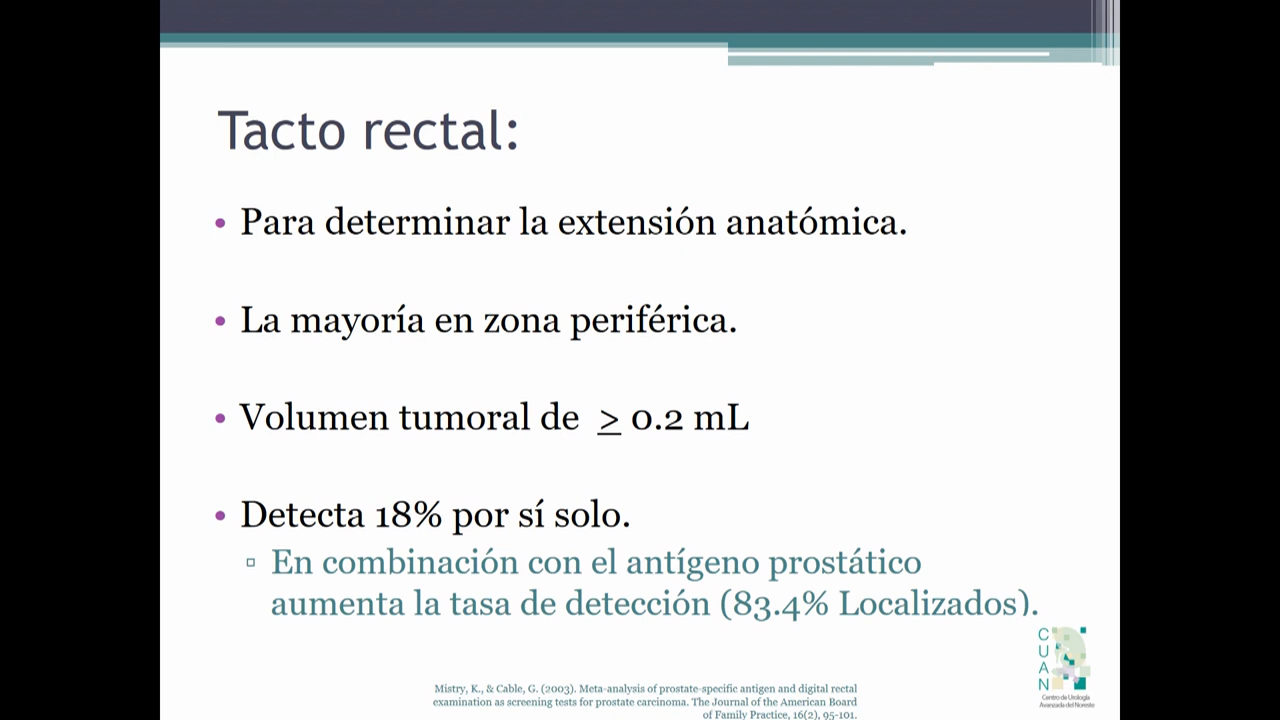 Tacto rectal:
• Para determinar la extensión anatómica.
• La mayoría en zona periférica.
• Volumen tumoral de ≥ 0.2 mL
• Detecta 18% por sí solo.
▫ En combinación con el antígeno prostático
aumenta la tasa de detección (83.4% Localizados).
CUAN
Centro de Urología
Avanzada del Noreste
Mistry, K., & Cable, G. (2003). Meta-analysis of prostate-specific antigen and digital rectal
examination as screening tests for prostate carcinoma. The Journal of the American Board
of Family Practice, 16(2), 95-101.